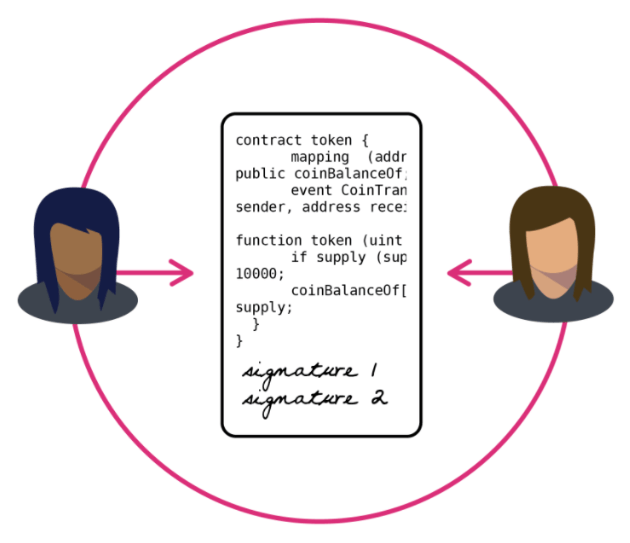 contract token {
mapping (addr
public coinBalanceOf;
event CoinTran
sender, address recei
function token (uint
if supply (sup
10000;
coinBalanceOf[
supply;
}
}
signature 1
signature 2